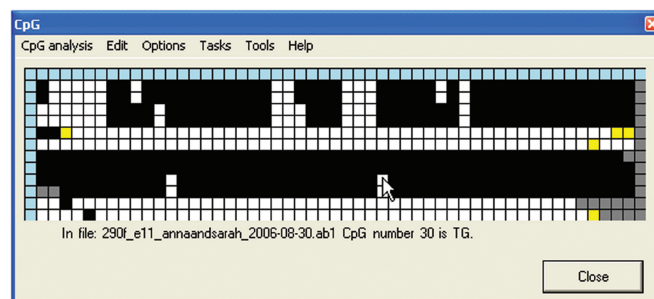 CpG
CpG analysis Edit Options Tasks Tools Help
In file: 290f_e11_annaandsarah_2006-08-30.ab1 CpG number 30 is TG.
Close